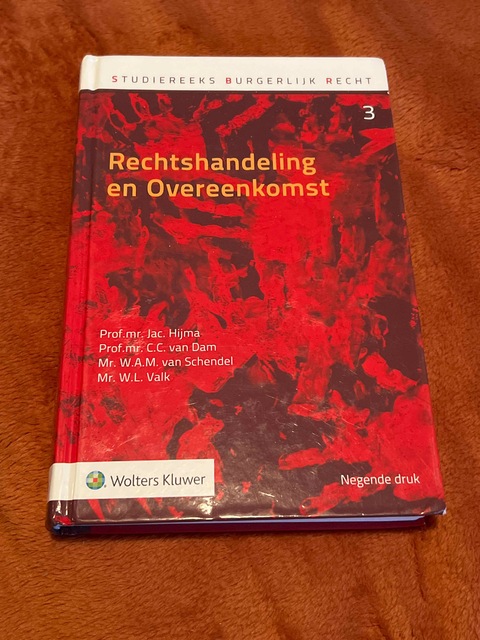 STUDIEREEKS BURGERLIJK RECHT
3
Rechtshandeling
en Overeenkomst
Prof.mr. Jac. Hijma
Prof.mr. C.C. van Dam
Mr. W.A.M. van Schendel
Mr. W.L. Valk
Wolters Kluwer
Negende druk